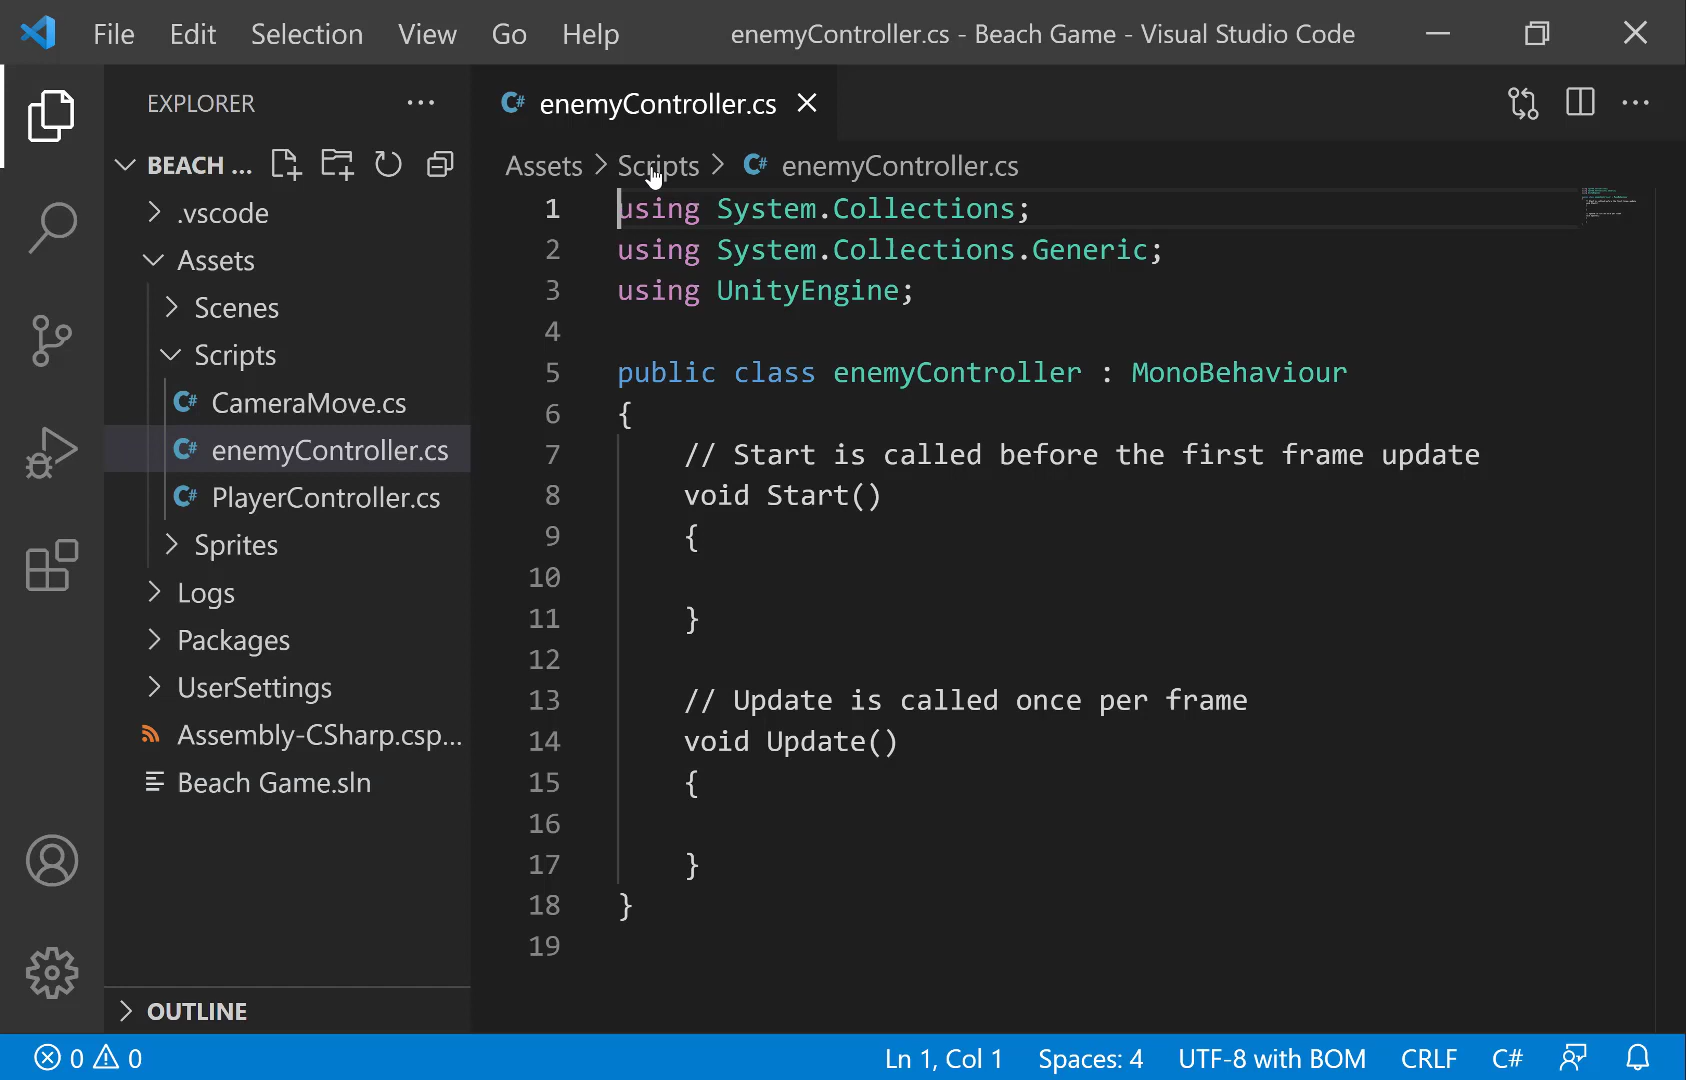 File Edit Selection View Go Help enemyController.cs - Beach Game - Visual Studio Code
EXPLORER
BEACH ...
.vscode
Assets
Scenes
Scripts
C# CameraMove.cs
C# enemyController.cs
C# PlayerController.cs
Sprites
Logs
Packages
UserSettings
Assembly-CSharp.csp...
Beach Game.sln
OUTLINE
C# enemyController.cs
Assets > Scripts > C# enemyController.cs
1 using System.Collections;
2 using System.Collections.Generic;
3 using UnityEngine;
4
5 public class enemyController : MonoBehaviour
6 {
7 // Start is called before the first frame update
8 void Start()
9 {
10
11 }
12
13 // Update is called once per frame
14 void Update()
15 {
16
17 }
18 }
19
0 0 Ln 1, Col 1 Spaces: 4 UTF-8 with BOM CRLF C#